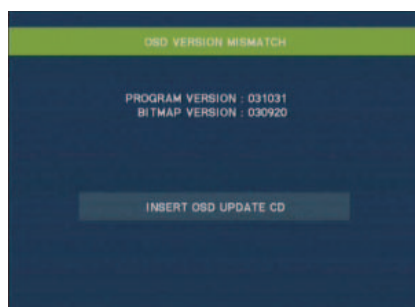 OSD VERSION MISMATCH
PROGRAM VERSION : 031031
BITMAP VERSION : 030920
INSERT OSD UPDATE CD